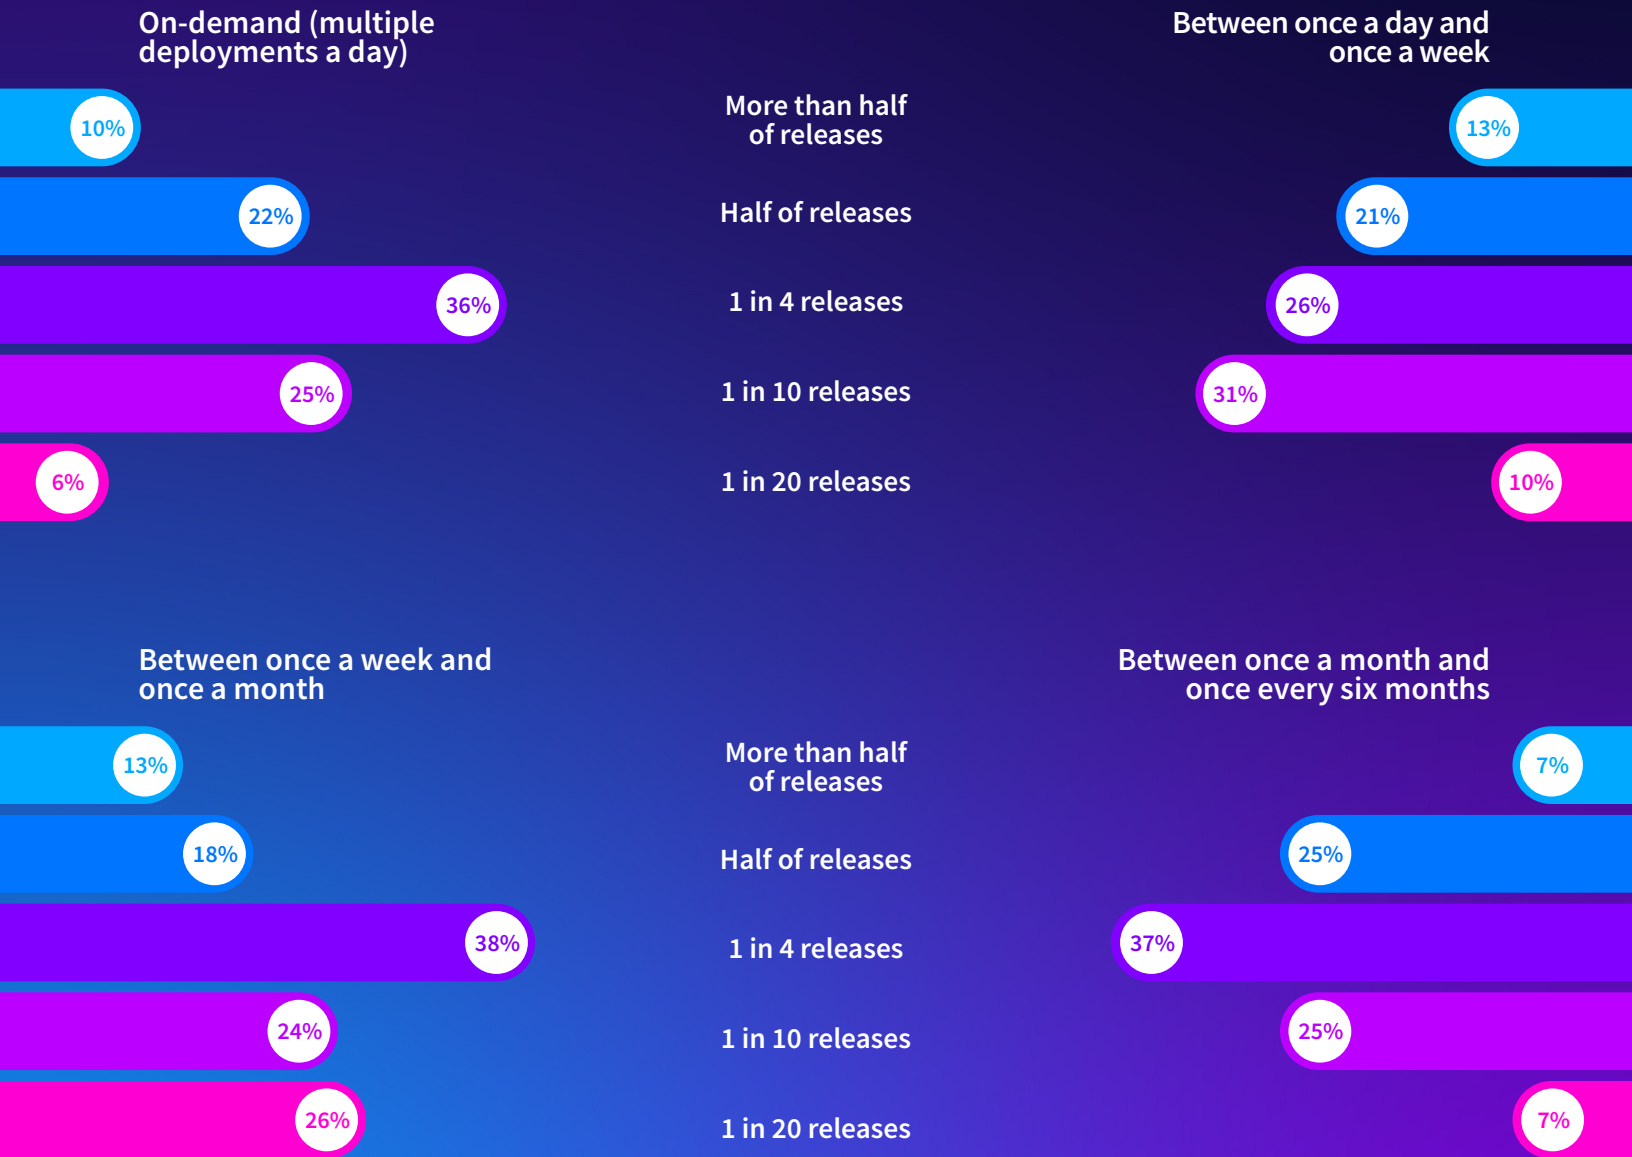 On-demand (multiple
deployments a day)
Between once a day and
once a week
10%
More than half
of releases
13%
22%
Half of releases
21%
36%
1 in 4 releases
26%
25%
1 in 10 releases
31%
6%
1 in 20 releases
10%
Between once a week and
once a month
Between once a month and
once every six months
13%
More than half
of releases
7%
18%
Half of releases
25%
38%
1 in 4 releases
37%
24%
1 in 10 releases
25%
26%
1 in 20 releases
7%